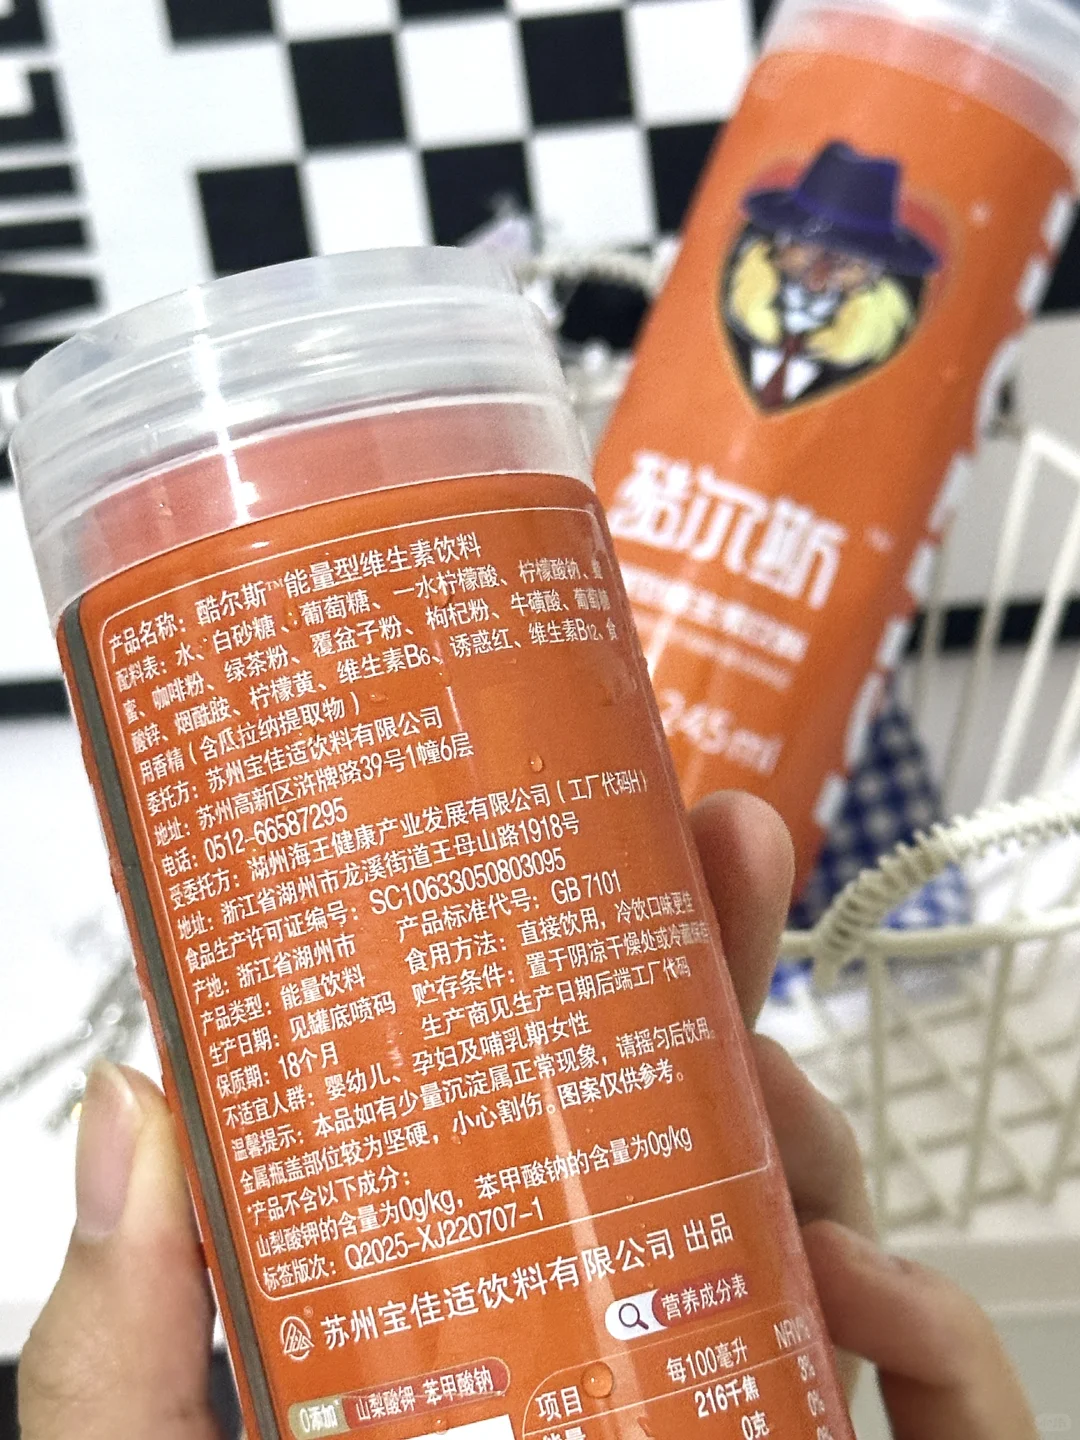 产品名称：酷尔斯™能量型维生素饮料
配料表：水、白砂糖、葡萄糖、一水柠檬酸、柠檬酸钠、蜂
蜜、咖啡粉、绿茶粉、覆盆子粉、枸杞粉、牛磺酸、葡萄糖
酸锌、烟酰胺、柠檬黄、维生素B6、诱惑红、维生素B12、食
用香精（含瓜拉纳提取物）
委托方：苏州宝佳适饮料有限公司
地址：苏州高新区浒牌路39号1幢6层
电话：0512-66587295
受委托方：湖州海王健康产业发展有限公司（工厂代码H）
地址：浙江省湖州市龙溪街道王母山路1918号
食品生产许可证编号：SC10633050803095
产地：浙江省湖州市 产品标准代号：GB 7101
产品类型：能量饮料 食用方法：直接饮用，冷饮口味更佳
生产日期：见罐底喷码 贮存条件：置于阴凉干燥处或冷藏保存
保质期：18个月 生产商见生产日期后端工厂代码
不适宜人群：婴幼儿、孕妇及哺乳期女性
温馨提示：本品如有少量沉淀属正常现象，请摇匀后饮用。
金属瓶盖部位较为坚硬，小心割伤。图案仅供参考。
*产品不含以下成分：
山梨酸钾的含量为0g/kg，苯甲酸钠的含量为0g/kg
标签版次：Q2025-XJ220707-1
苏州宝佳适饮料有限公司 出品
营养成分表
0添加* 山梨酸钾 苯甲酸钠
项目 每100毫升 NRV%
能量 216千焦 3%
0克 0%
酷尔斯
245ml